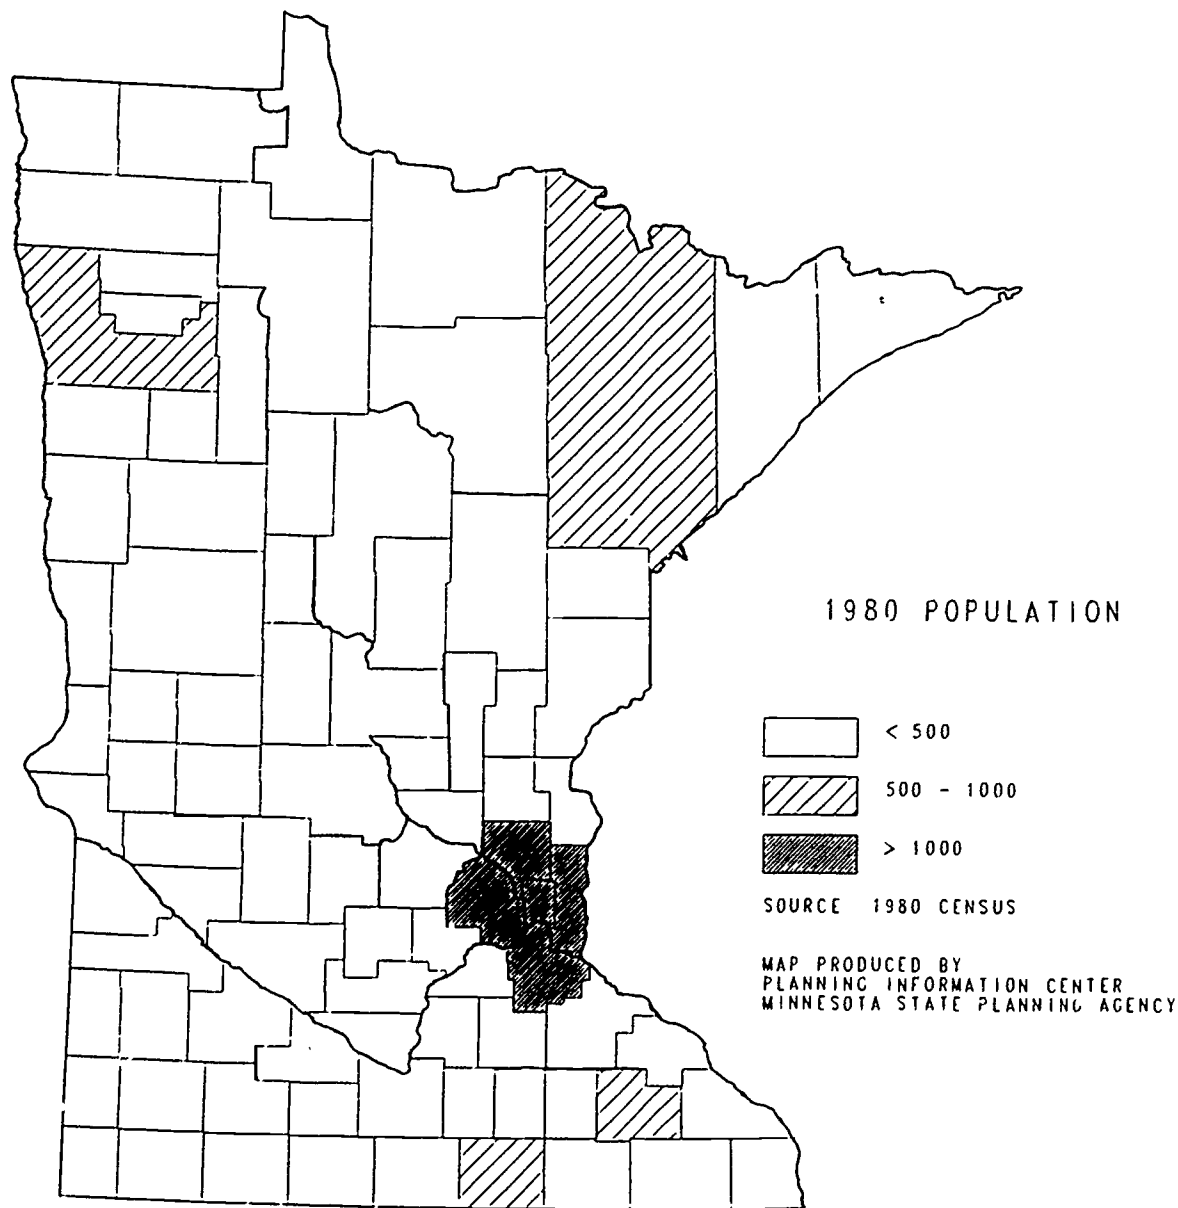 1980 POPULATION
< 500
500 - 1000
> 1000
SOURCE 1980 CENSUS
MAP PRODUCED BY
PLANNING INFORMATION CENTER
MINNESOTA STATE PLANNING AGENCY